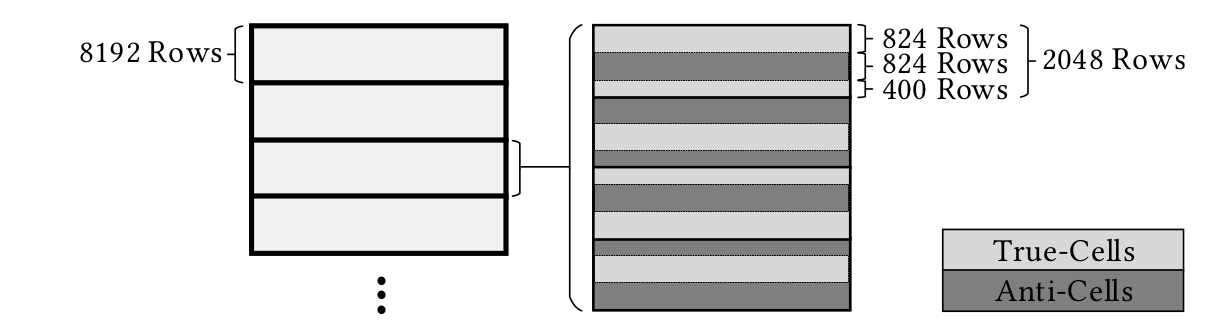 8192 Rows
824 Rows
824 Rows
400 Rows
2048 Rows
True-Cells
Anti-Cells